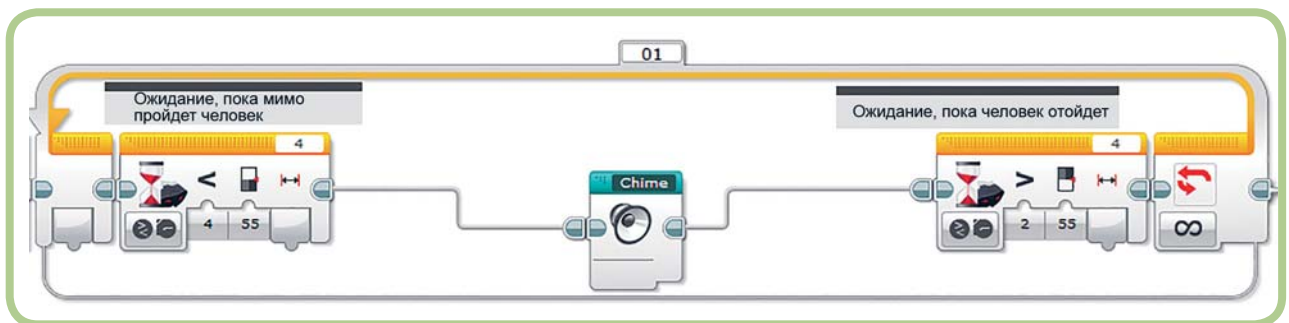 01
Ожидание, пока мимо
пройдет человек
Ожидание, пока человек отойдет
4
4
< 
Chime
>
4 55
2 55
∞